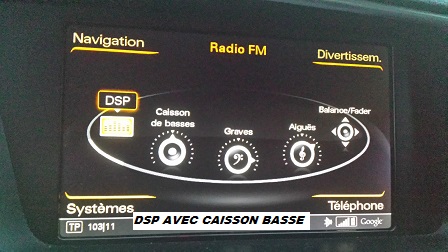 Navigation
Radio FM
Divertissem.
DSP
Caisson
de basses
Graves
Aiguës
Balance/Fader
Systèmes
Téléphone
DSP AVEC CAISSON BASSE
TP 103|11
Google